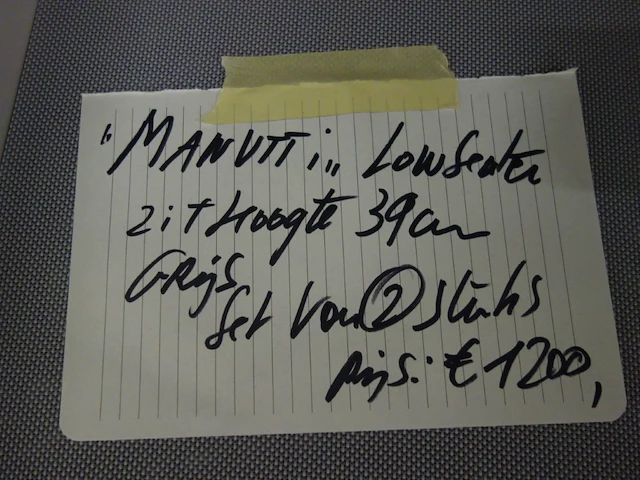 "MANUTTi„ LOWSeater
zitHoogte 39cm
GRijs
Set van ② stuks
prijs: € 1200,